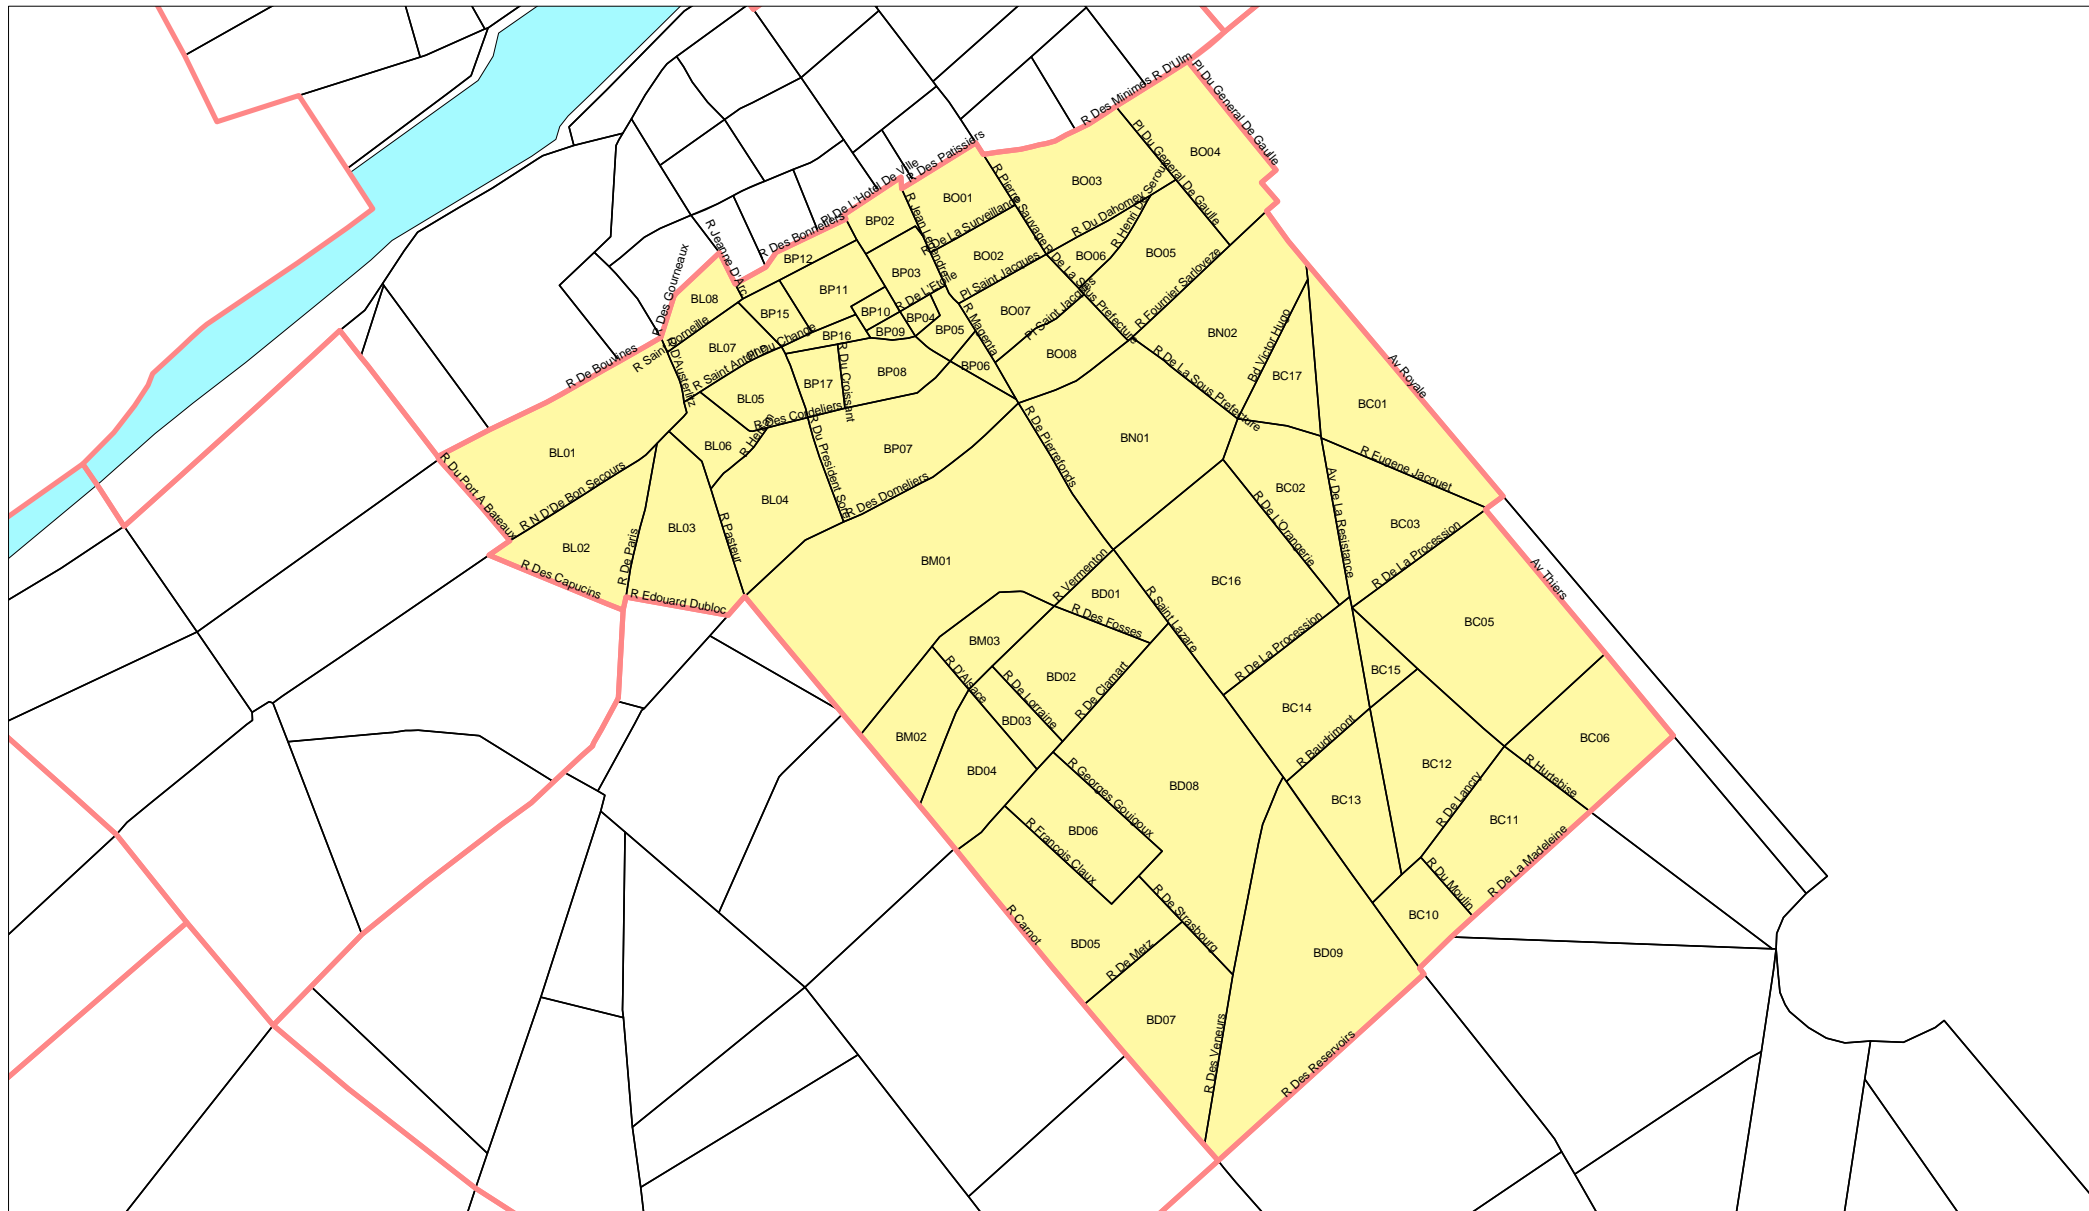 R Des Minimes
R D'Ulm
Pl Du General De Gaulle
Pl Du General De Gaulle
BO04
R Des Patissiers
Pl De L'Hotel De Ville
R Des Bonnetiers
R Pierre Sauvage
BO03
R Du Dahomey
BO01
R Jean Legendre
R De La Surveillance
BP02
R Jeanne D'Arc
R Des Gourneaux
BP12
BO02
BO06
BO05
BP03
Pl Saint Jacques
R De La Sous Prefecture
R Fournier Sarloveze
BP11
BL08
R De L'Etoile
BP15
BP10
BP04
BO07
Pl Saint Jacques
R Magenta
R Saint Corneille
Pl Du Change
BP16
BP09
BP05
BN02
Bd Victor Hugo
Av Royale
BL07
R D'Austerlitz
R Saint Antoine
R De Bouvines
BO08
BP06
R De La Sous Prefecture
BC17
BP17
R Du Croissant
BP08
BL05
R Des Cordeliers
BC01
BL06
BP07
R De Pierrefonds
BN01
BL01
R Du Port A Bateaux
R N D'De Bon Secours
R Du President Sorel
R Des Domeliers
R Eugene Jacquet
BL04
R Pasteur
BC02
R De L'Orangerie
Av De La Resistance
BC03
R De La Procession
BL02
R De Paris
BL03
R Des Capucins
R Edouard Dubloc
BM01
R Vermenton
BD01
R Des Fosses
BC16
R Saint Lazare
Av Thiers
BM03
R De La Procession
BC05
BD02
R De Clamart
R D'Alsace
R De Lorraine
BC15
BD03
BC14
BM02
R Baudrimont
BC06
BD04
R Georges Gouigoux
BD08
BC12
R De Lancry
R Hurtebise
BC13
BD06
R Francois Claux
BC11
R Du Moulin
R De La Madeleine
R De Strasbourg
BC10
R Carnot
BD05
R De Metz
BD09
BD07
R Des Veneurs
R Des Reservoirs